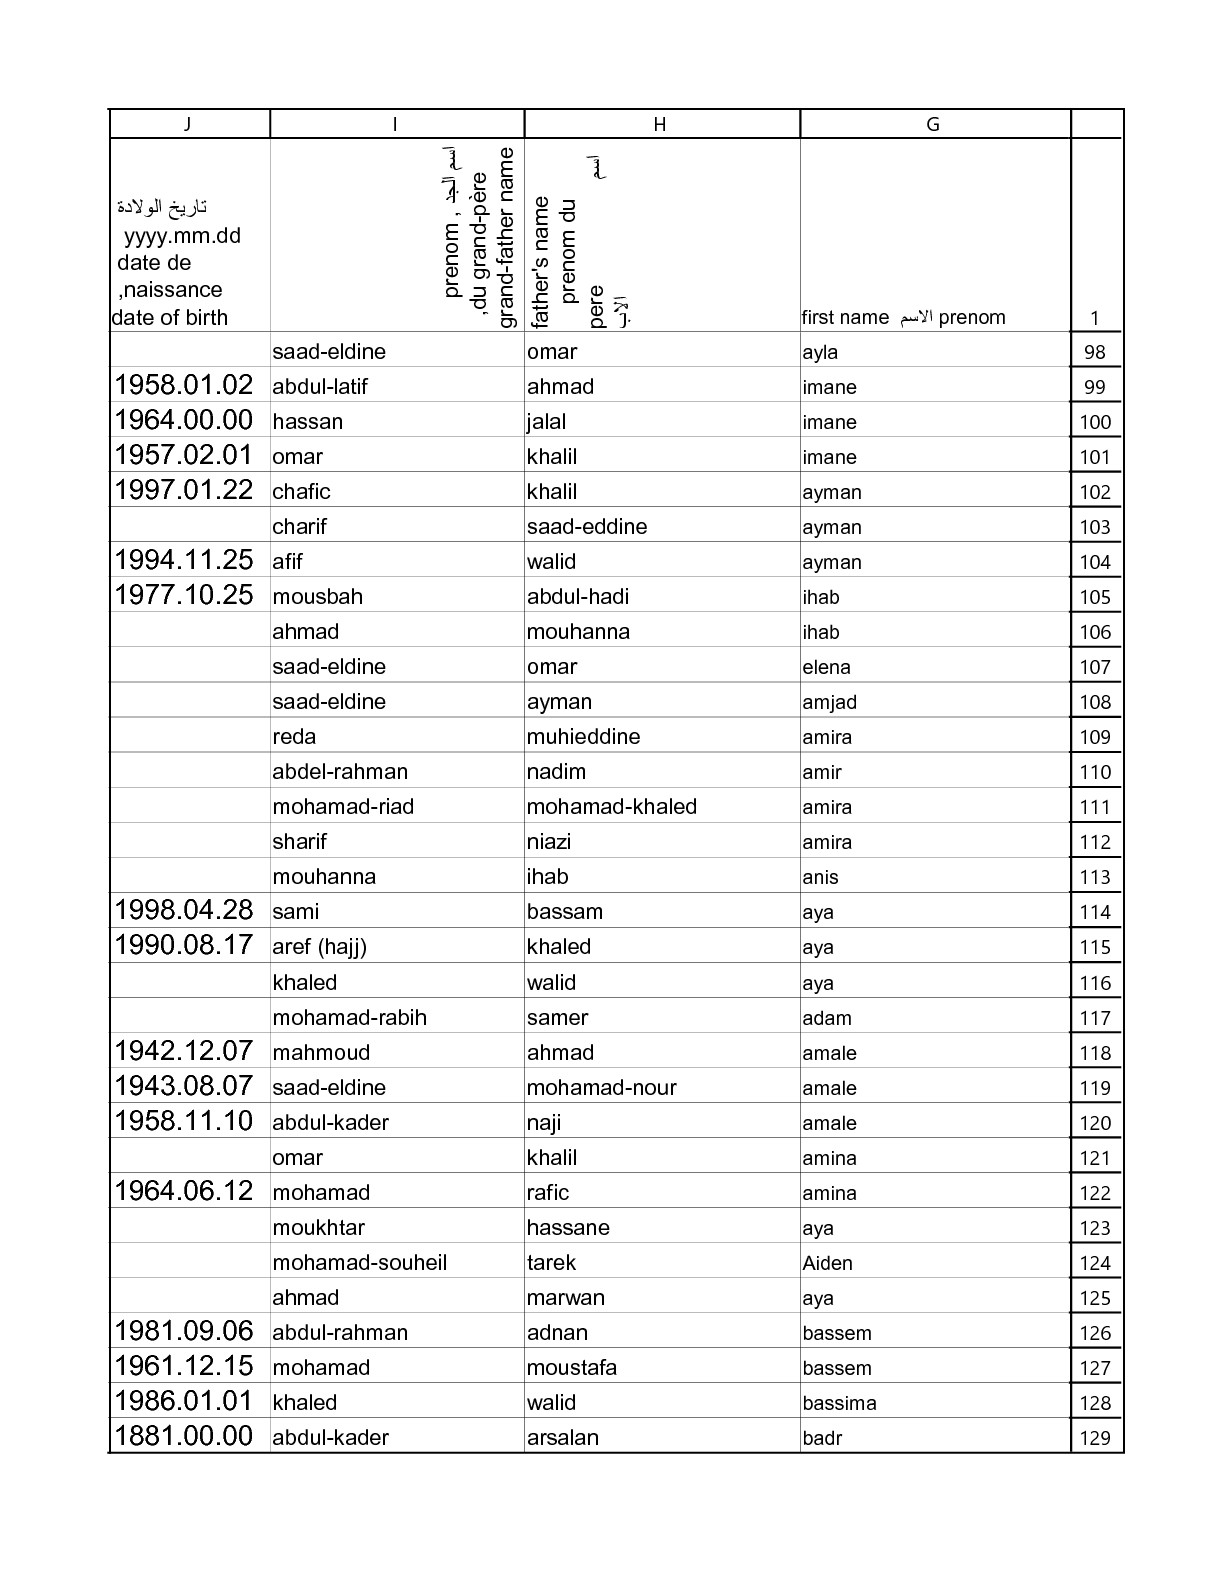 J I H G
تاريخ الولادة
yyyy.mm.dd
date de
,naissance
date of birth
اسم الجد , prenom
,du grand-père
grand-father name
father's name
prenom du
pere اسم
الاب
first name الاسم prenom 1
saad-eldine omar ayla 98
1958.01.02 abdul-latif ahmad imane 99
1964.00.00 hassan jalal imane 100
1957.02.01 omar khalil imane 101
1997.01.22 chafic khalil ayman 102
charif saad-eddine ayman 103
1994.11.25 afif walid ayman 104
1977.10.25 mousbah abdul-hadi ihab 105
ahmad mouhanna ihab 106
saad-eldine omar elena 107
saad-eldine ayman amjad 108
reda muhieddine amira 109
abdel-rahman nadim amir 110
mohamad-riad mohamad-khaled amira 111
sharif niazi amira 112
mouhanna ihab anis 113
1998.04.28 sami bassam aya 114
1990.08.17 aref (hajj) khaled aya 115
khaled walid aya 116
mohamad-rabih samer adam 117
1942.12.07 mahmoud ahmad amale 118
1943.08.07 saad-eldine mohamad-nour amale 119
1958.11.10 abdul-kader naji amale 120
omar khalil amina 121
1964.06.12 mohamad rafic amina 122
moukhtar hassane aya 123
mohamad-souheil tarek Aiden 124
ahmad marwan aya 125
1981.09.06 abdul-rahman adnan bassem 126
1961.12.15 mohamad moustafa bassem 127
1986.01.01 khaled walid bassima 128
1881.00.00 abdul-kader arsalan badr 129